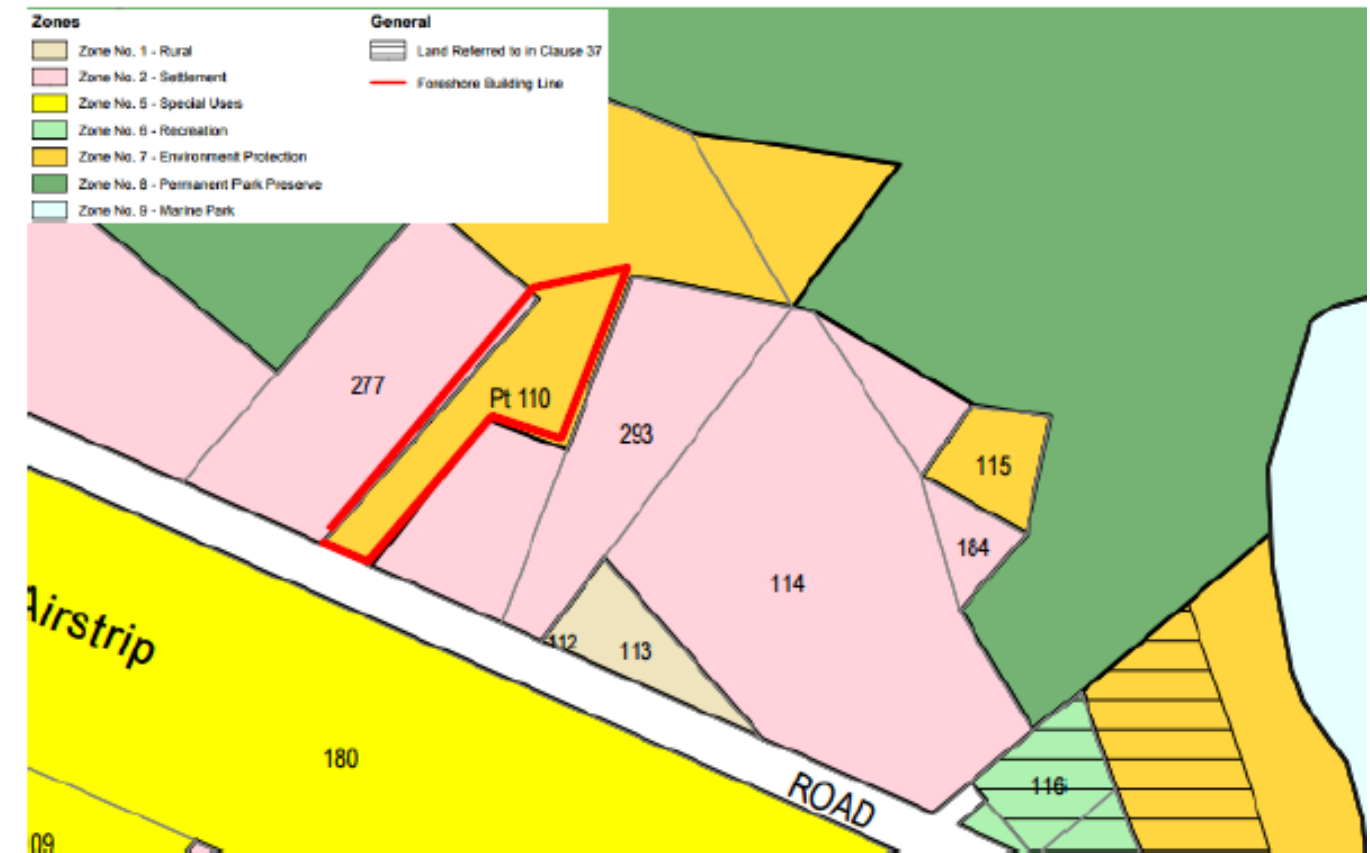 Zones
General
Zone No. 1 - Rural
Zone No. 2 - Settlement
Zone No. 5 - Special Uses
Zone No. 6 - Recreation
Zone No. 7 - Environment Protection
Zone No. 8 - Permanent Park Preserve
Zone No. 9 - Marine Park
Land Referred to in Clause 37
Foreshore Building Line
277
Pt 110
293
115
184
114
112
113
Airstrip
180
ROAD
116
09